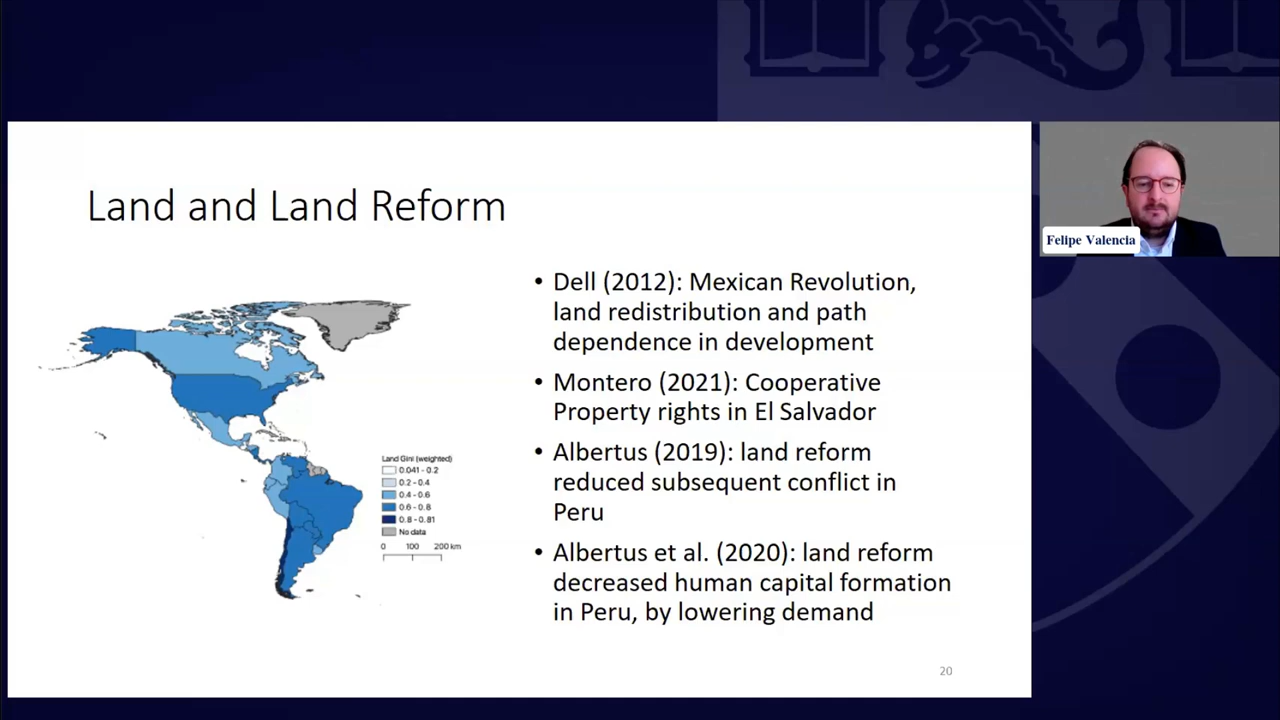 Land and Land Reform
Felipe Valencia
• Dell (2012): Mexican Revolution,
land redistribution and path
dependence in development
• Montero (2021): Cooperative
Property rights in El Salvador
• Albertus (2019): land reform
reduced subsequent conflict in
Peru
• Albertus et al. (2020): land reform
decreased human capital formation
in Peru, by lowering demand
Land Gini (weighted)
0.041 - 0.2
0.2 - 0.4
0.4 - 0.6
0.6 - 0.8
0.8 - 0.81
No data
0 100 200 km
20